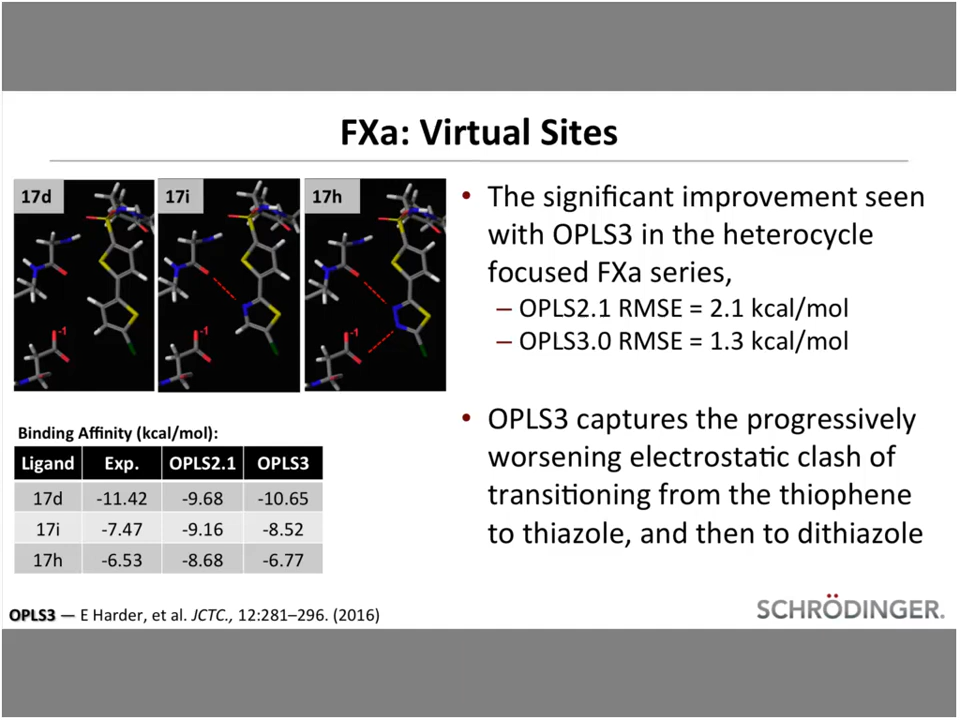 FXa: Virtual Sites
17d
17i
17h
-1
-1
-1
• The significant improvement seen
with OPLS3 in the heterocycle
focused FXa series,
– OPLS2.1 RMSE = 2.1 kcal/mol
– OPLS3.0 RMSE = 1.3 kcal/mol
• OPLS3 captures the progressively
worsening electrostatic clash of
transitioning from the thiophene
to thiazole, and then to dithiazole
Binding Affinity (kcal/mol):
Ligand Exp. OPLS2.1 OPLS3
17d -11.42 -9.68 -10.65
17i -7.47 -9.16 -8.52
17h -6.53 -8.68 -6.77
OPLS3 — E Harder, et al. JCTC., 12:281–296. (2016)
SCHRÖDINGER.